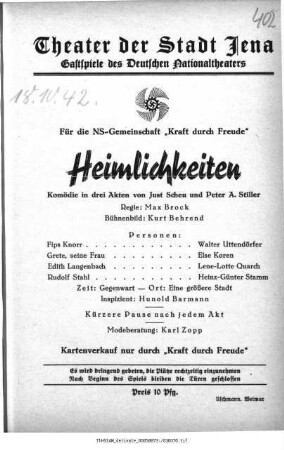 402
Theater der Stadt Jena
Gastspiele des Deutschen Nationaltheaters
18. IV. 42.
Für die NS-Gemeinschaft „Kraft durch Freude"
Heimlichkeiten
Komödie in drei Akten von Just Scheu und Peter A. Stiller
Regie: Max Brock
Bühnenbild: Kurt Behrend
Personen:
Fips Knorr . . . . . . . . . . . Walter Uttendörfer
Grete, seine Frau . . . . . . . . . . Else Koren
Edith Langenbach . . . . . . . . . Lene-Lotte Quarch
Rudolf Stahl . . . . . . . . . . Heinz-Günter Stamm
Zeit: Gegenwart — Ort: Eine größere Stadt
Inspizient: Hunold Barmann
Kürzere Pause nach jedem Akt
Modeberatung: Karl Zopp
Kartenverkauf nur durch „Kraft durch Freude"
Es wird dringend gebeten, die Plätze rechtzeitig einzunehmen
Nach Beginn des Spiels bleiben die Türen geschlossen
Preis 10 Pfg.
Uschmann, Weimar